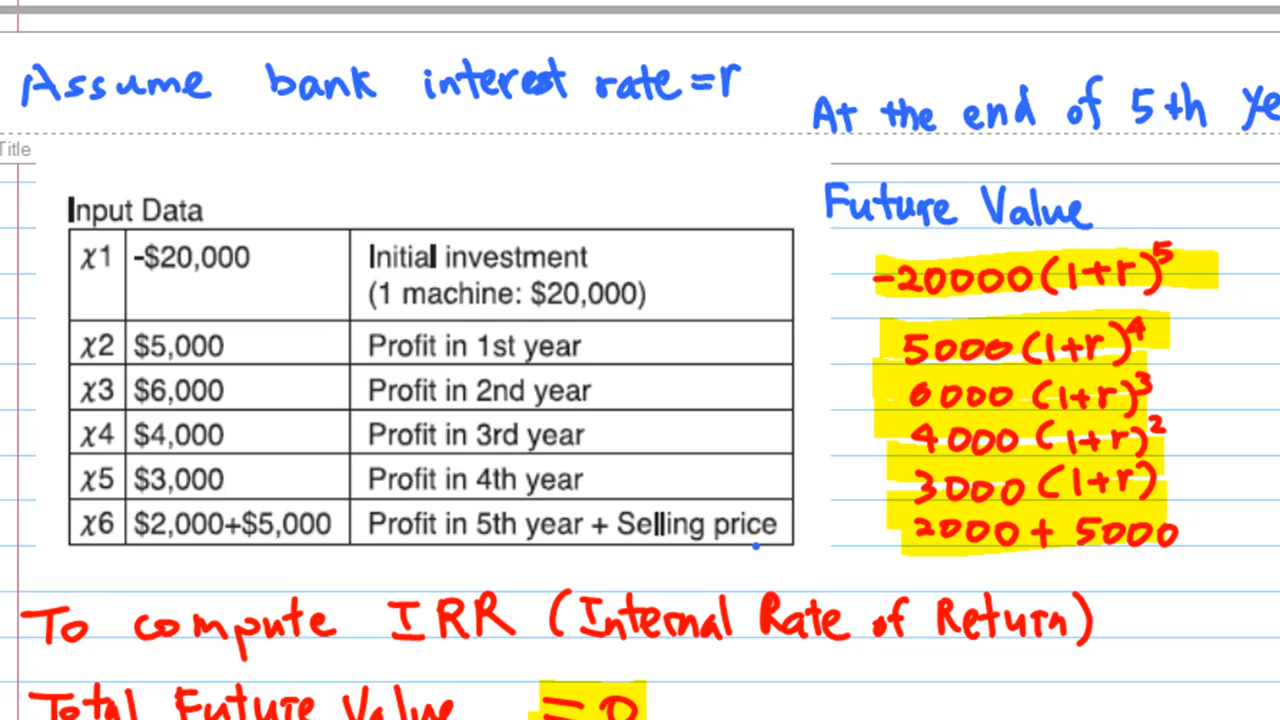 Assume bank interest rate=r
At the end of 5th
Title
Input Data
Future Value
χ1 -$20,000 Initial investment
(1 machine: $20,000)
-20000(1+r)^5
χ2 $5,000 Profit in 1st year
5000(1+r)^4
χ3 $6,000 Profit in 2nd year
6000 (1+r)^3
χ4 $4,000 Profit in 3rd year
4000 (1+r)^2
χ5 $3,000 Profit in 4th year
3000 (1+r)
χ6 $2,000+$5,000 Profit in 5th year + Selling price
2000 + 5000
To compute IRR (Internal Rate of Return)
Total Future Value = 0